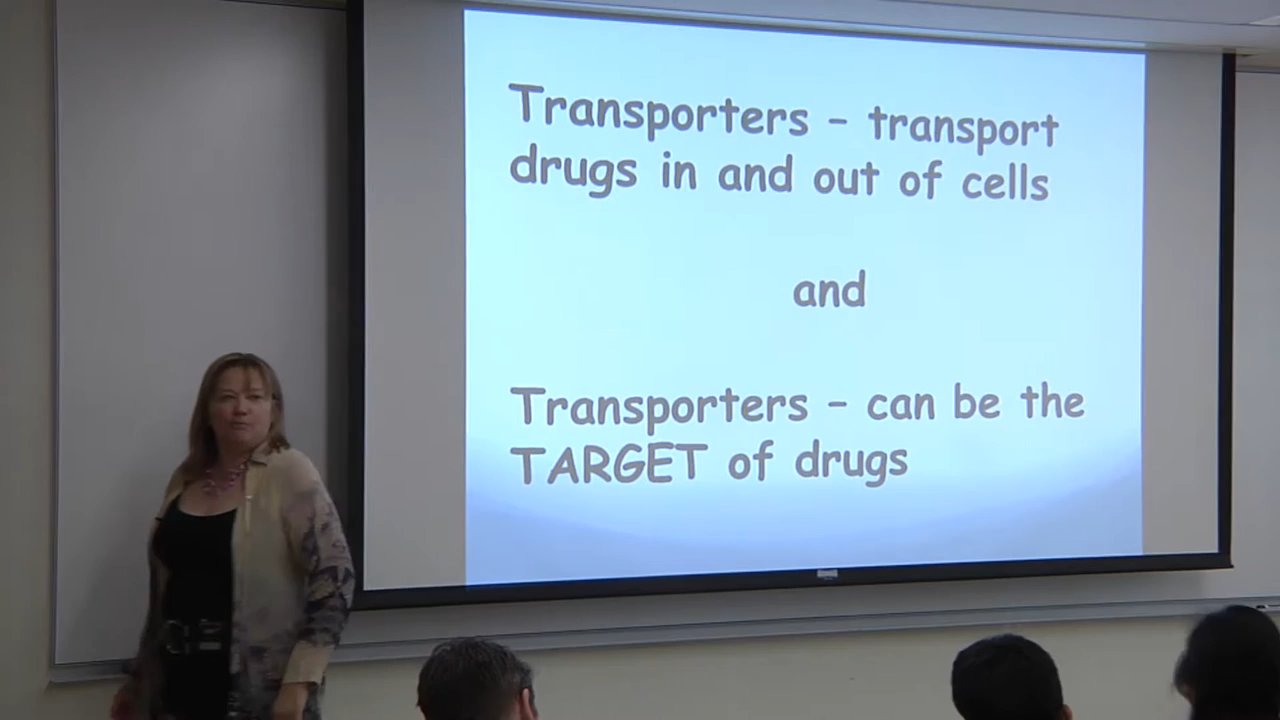 Transporters – transport
drugs in and out of cells
and
Transporters – can be the
TARGET of drugs